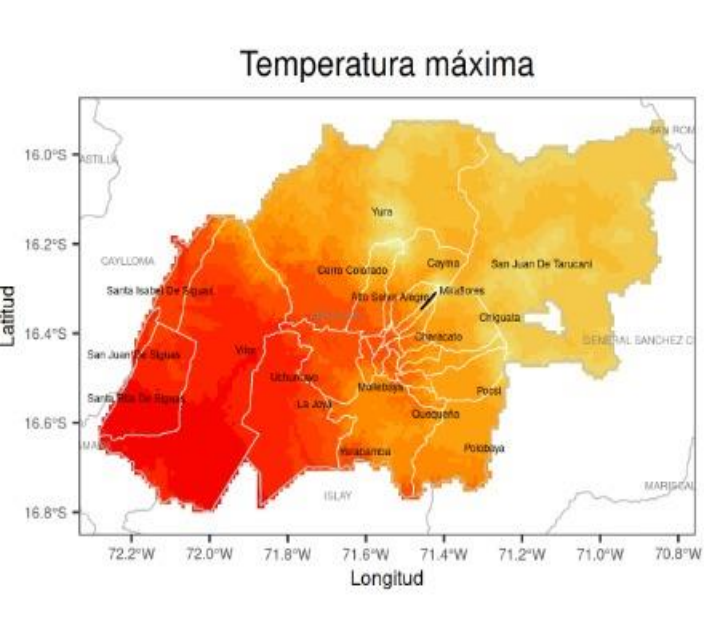 Temperatura máxima
16.0°S
16.2°S
16.4°S
16.6°S
16.8°S
Latitud
ASTILLA
SAN ROM
Yura
CAYLLOMA
Cerro Colorado
Cayma
San Juan De Tarucani
Santa Isabel De Siguas
Alto Selva Alegre
Miraflores
Chiguata
Characato
GENERAL SANCHEZ C
San Juan De Siguas
Vitor
Uchumayo
Mollebaya
Pocsi
Santa Rita De Siguas
La Joya
Quequeña
Yarabamba
Polobaya
ISLAY
MARISCAL
72.2°W
72.0°W
71.8°W
71.6°W
71.4°W
71.2°W
71.0°W
70.8°W
Longitud